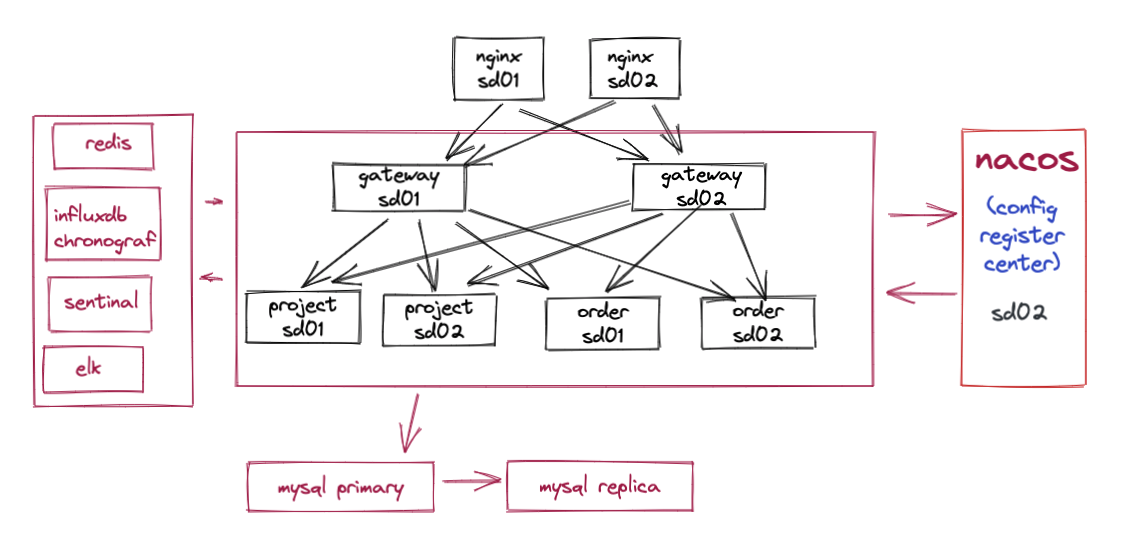 nginx
sd01
nginx
sd02
redis
influxdb
chronograf
sentinal
elk
gateway
sd01
gateway
sd02
project
sd01
project
sd02
order
sd01
order
sd02
nacos
(config
register
center)
sd02
mysql primary
mysql replica